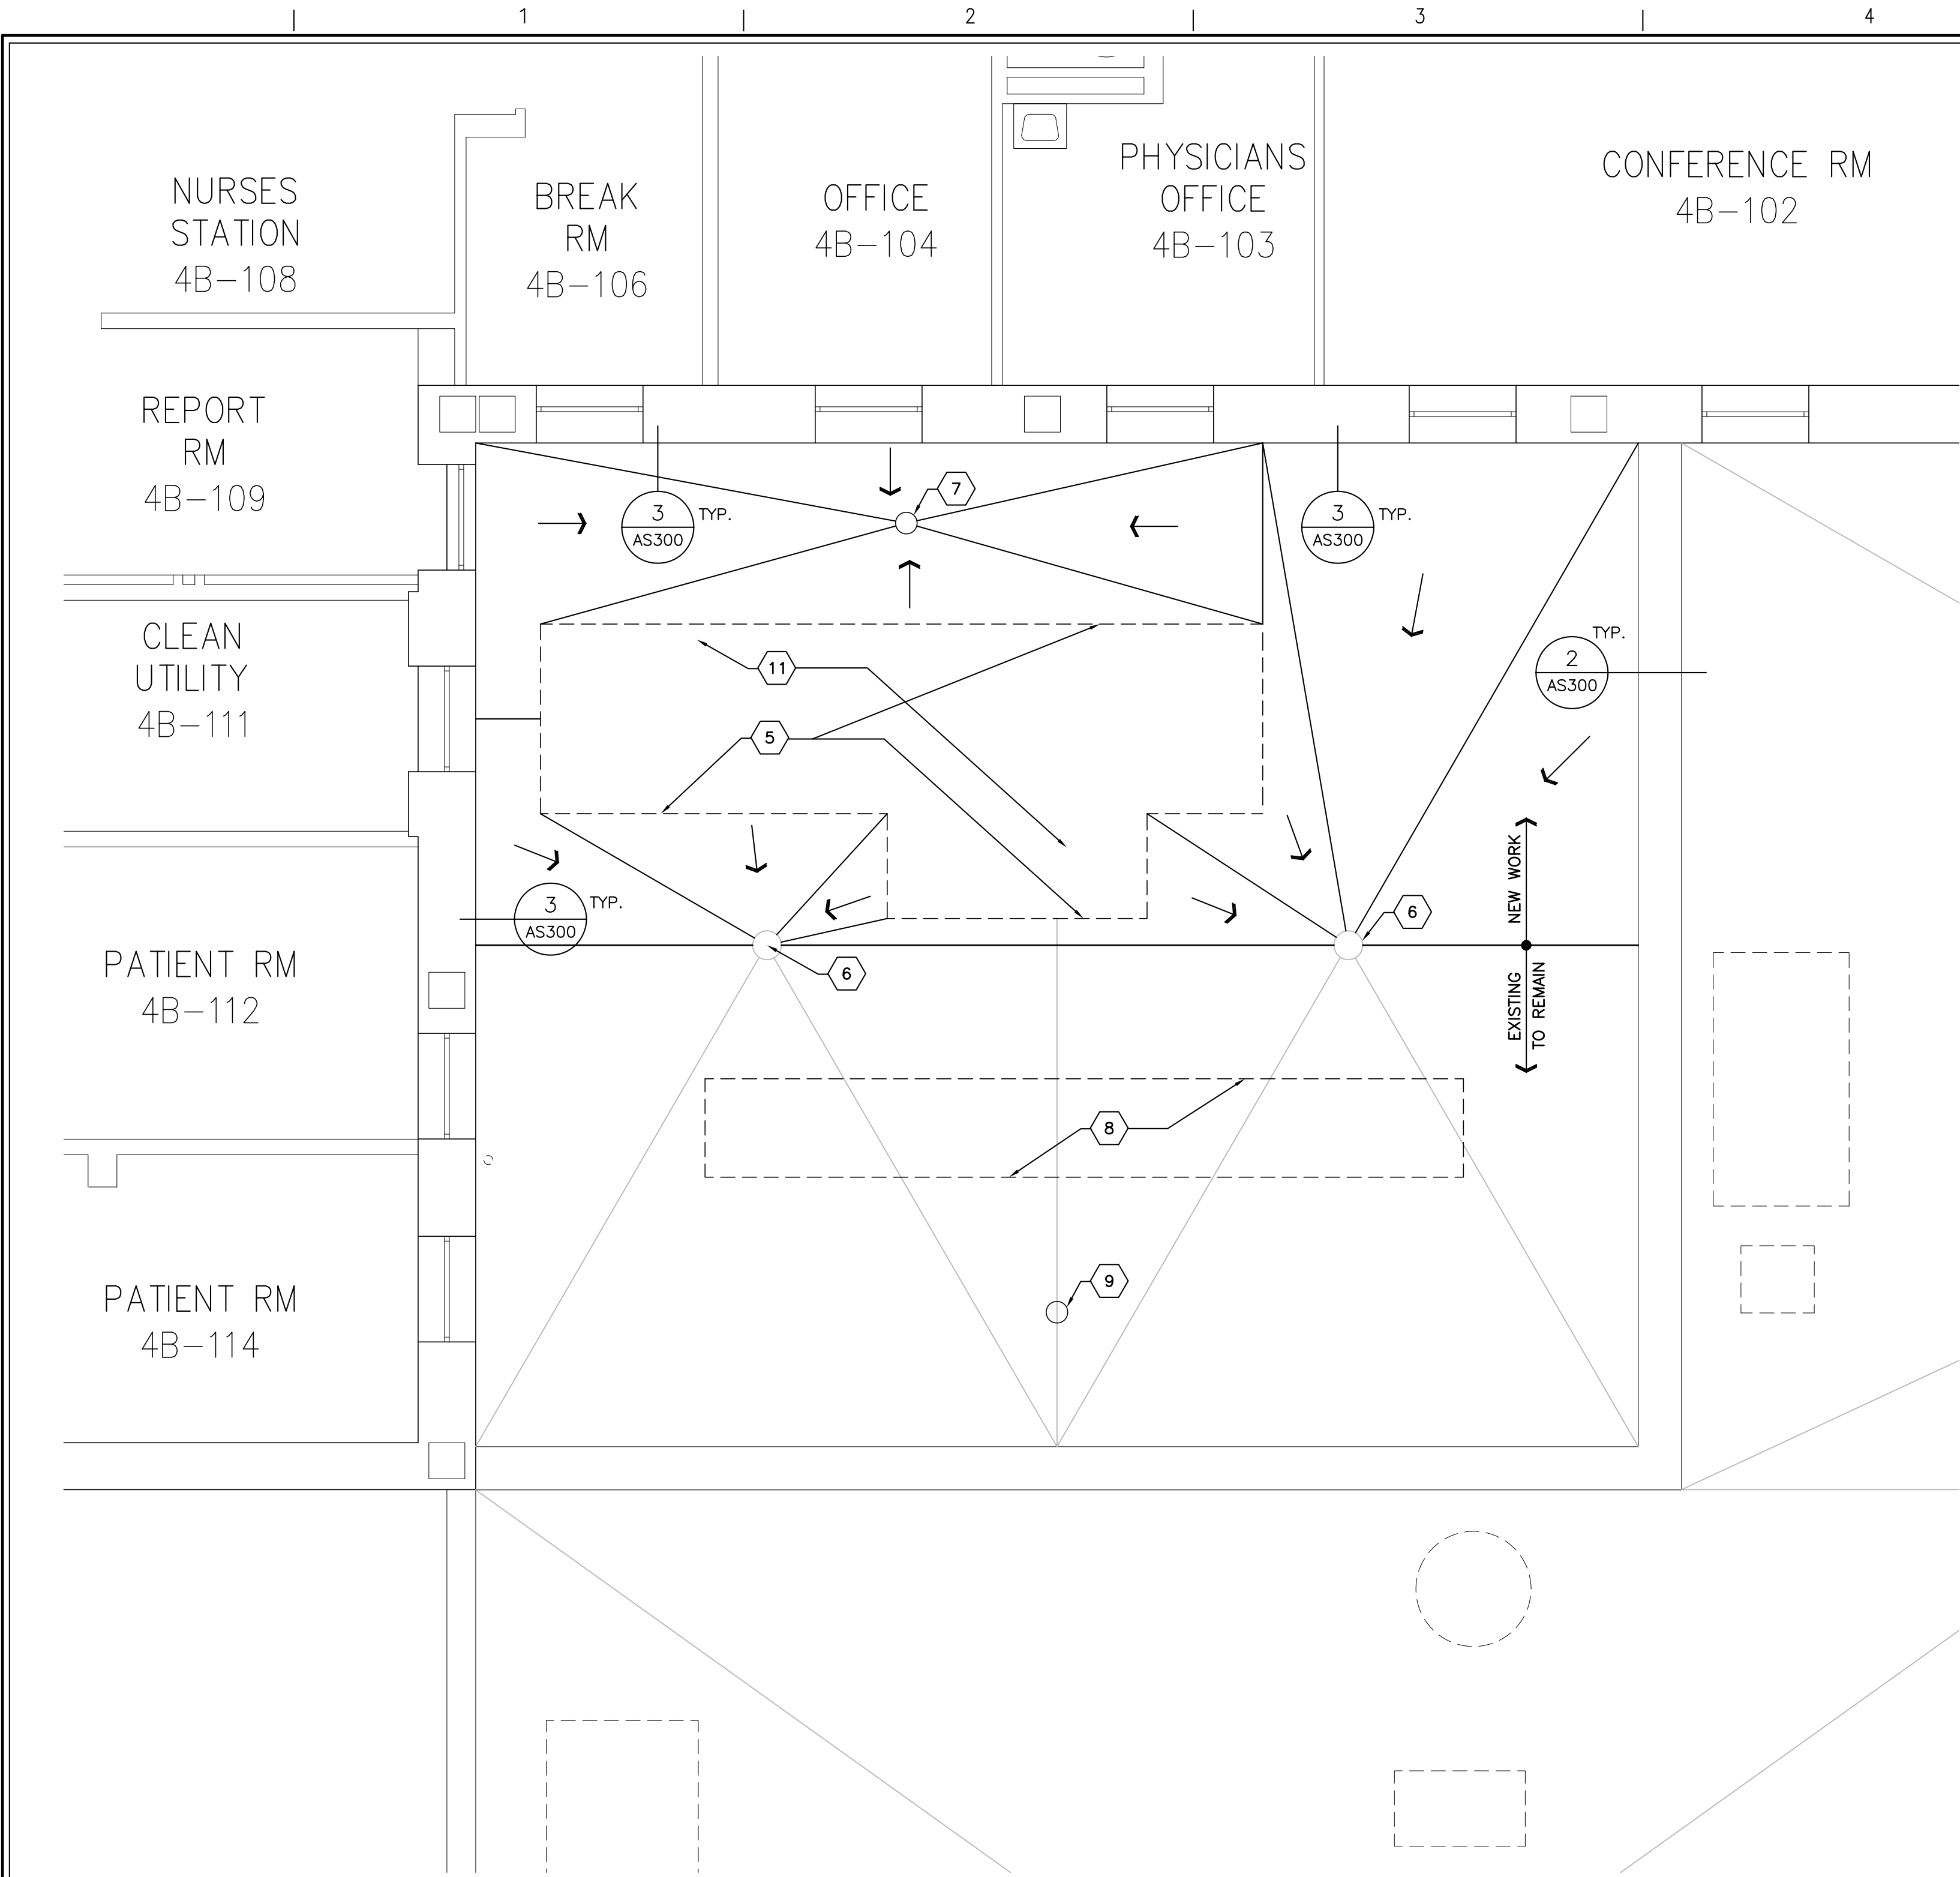 1
2
3
4
NURSES
STATION
4B-108
BREAK
RM
4B-106
OFFICE
4B-104
PHYSICIANS
OFFICE
4B-103
CONFERENCE RM
4B-102
REPORT
RM
4B-109
7
3
AS300
TYP.
3
AS300
TYP.
CLEAN
UTILITY
4B-111
11
5
TYP.
2
AS300
NEW WORK
3
AS300
TYP.
6
6
EXISTING
TO REMAIN
PATIENT RM
4B-112
8
9
PATIENT RM
4B-114